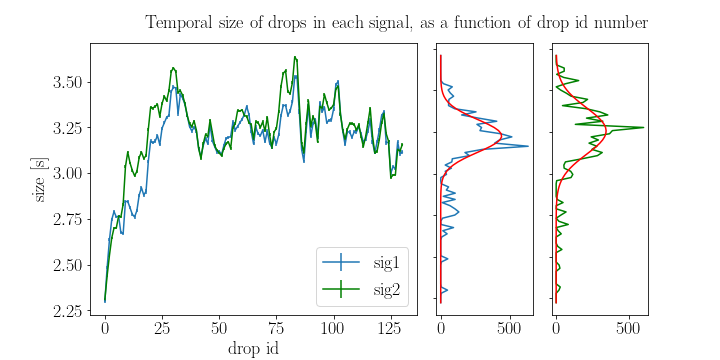 Temporal size of drops in each signal, as a function of drop id number
size [s]
3.50
3.25
3.00
2.75
2.50
2.25
0 25 50 75 100 125
drop id
sig1
sig2
0 500
0 500